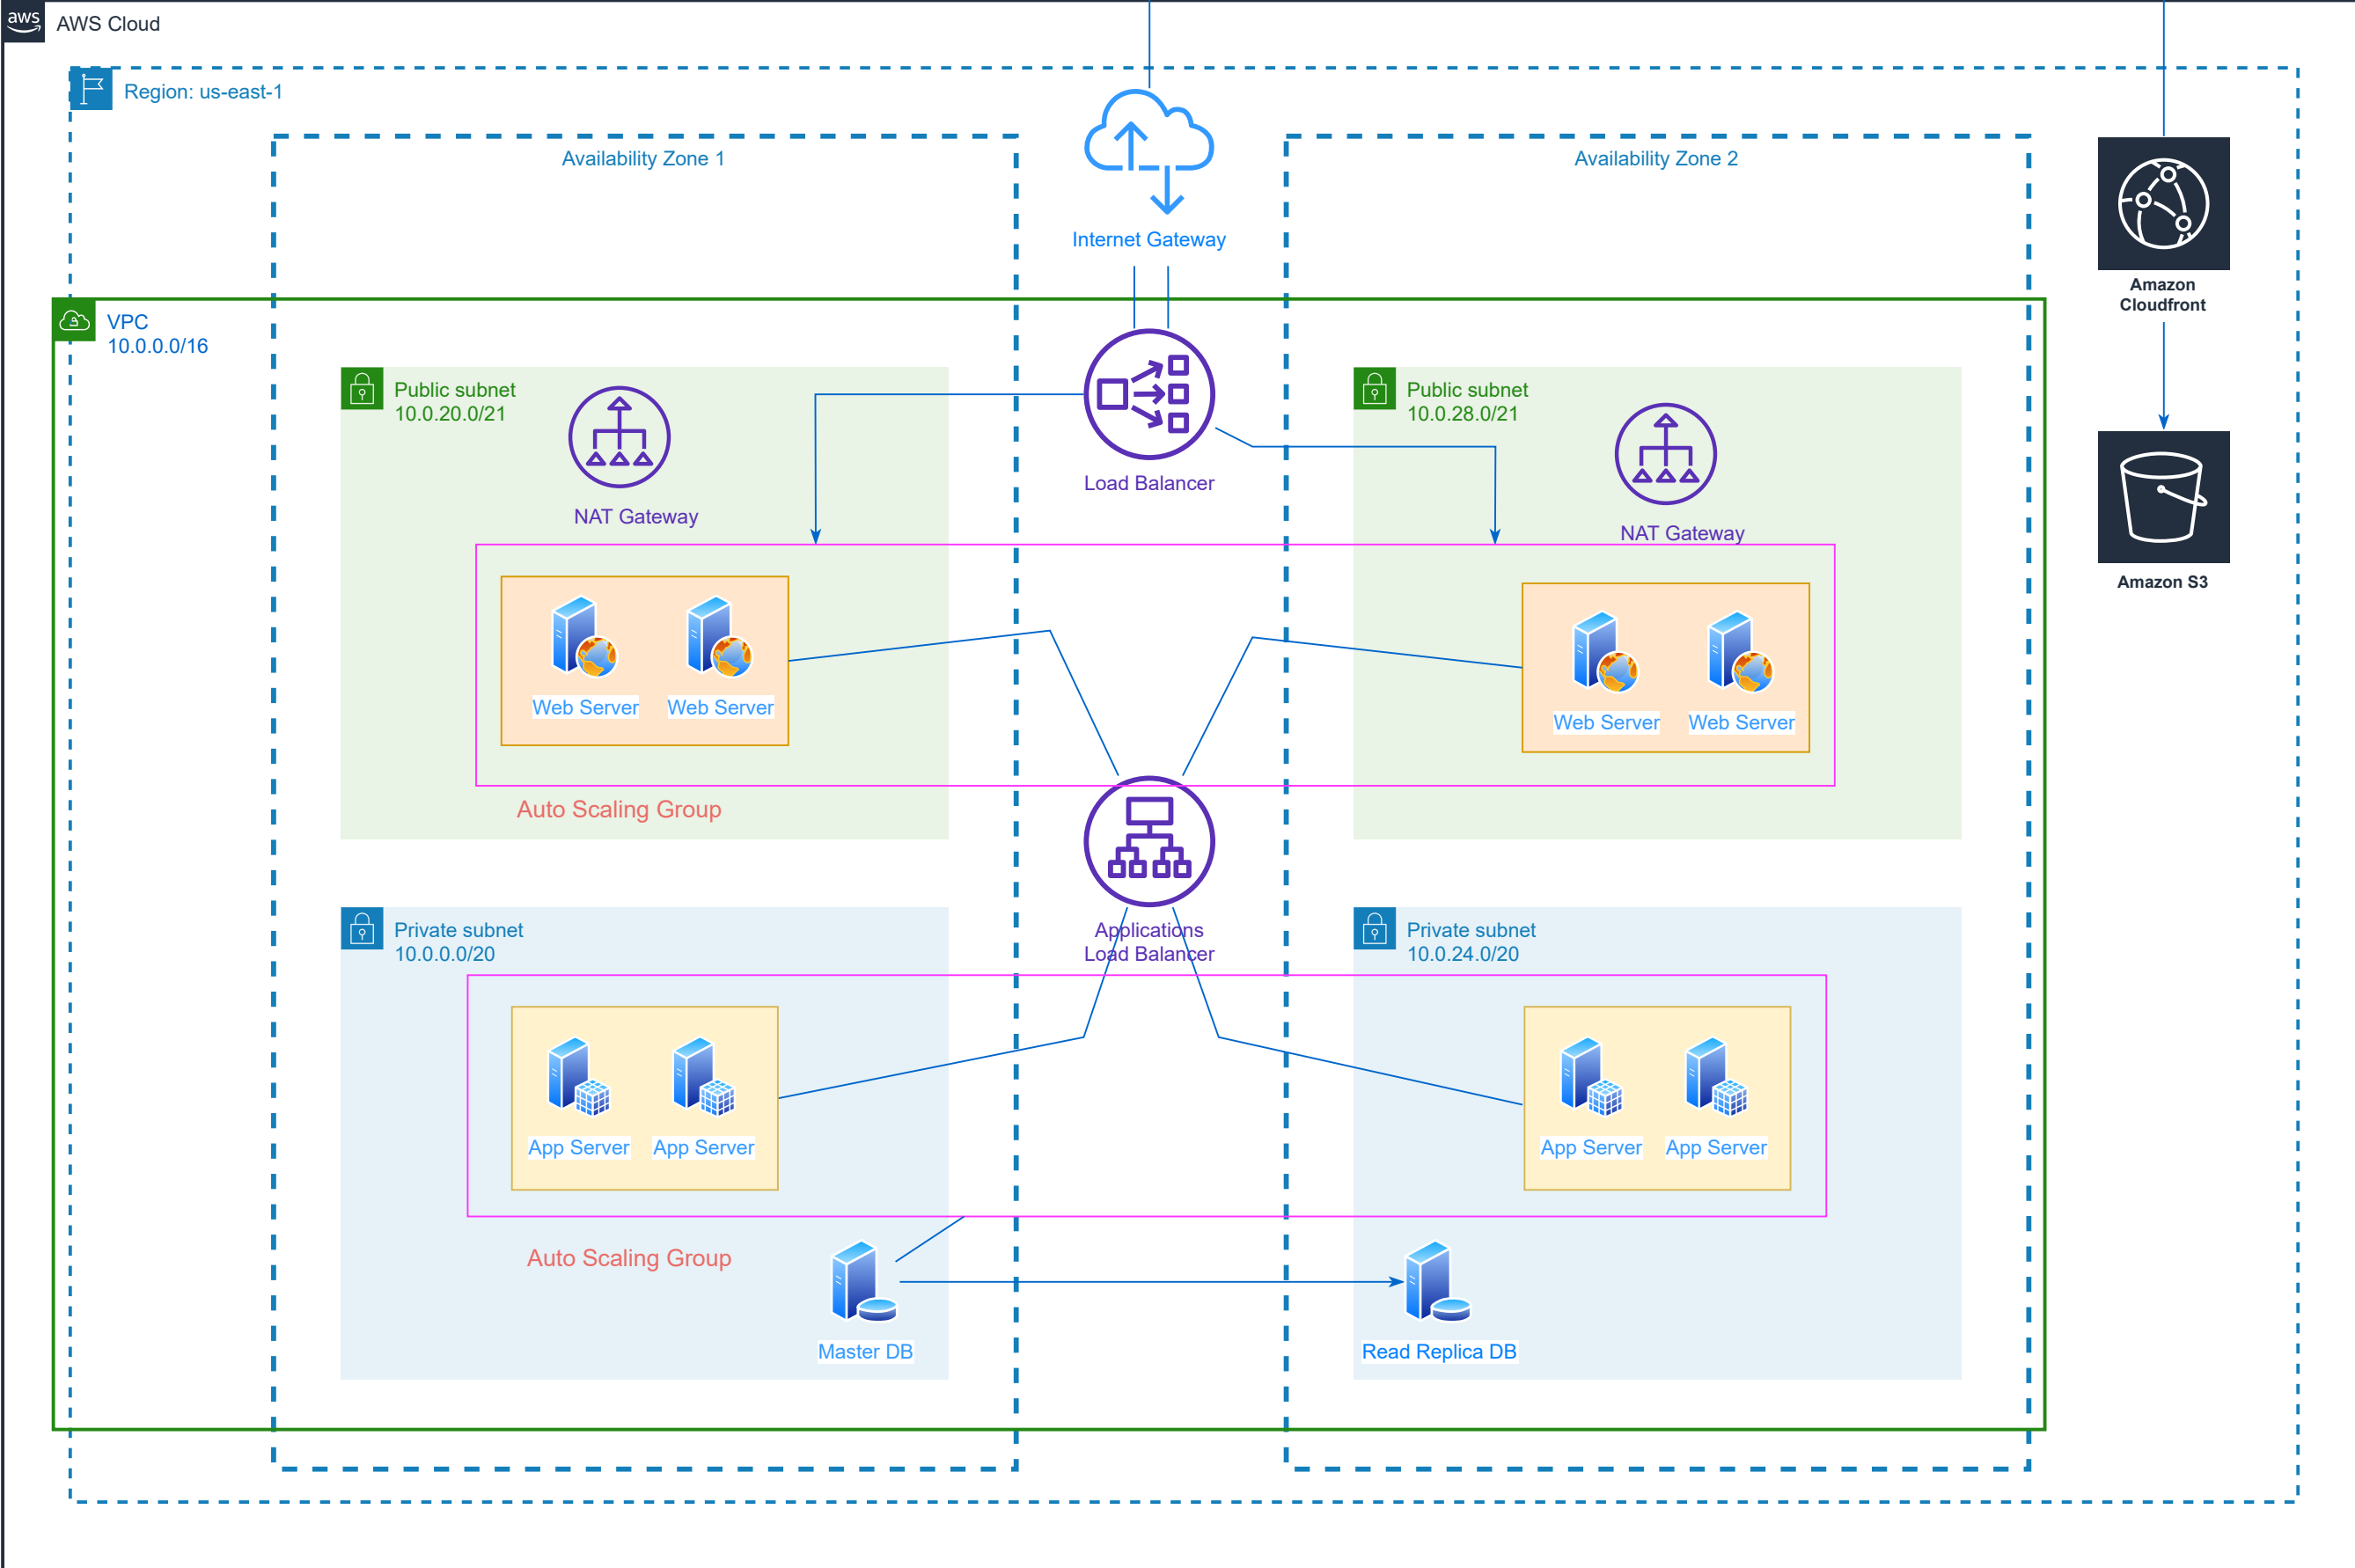 aws
AWS Cloud
Region: us-east-1
Availability Zone 1
Availability Zone 2
Internet Gateway
Amazon
Cloudfront
VPC
10.0.0.0/16
Public subnet
10.0.20.0/21
NAT Gateway
Load Balancer
Public subnet
10.0.28.0/21
NAT Gateway
Amazon S3
Web Server
Web Server
Web Server
Web Server
Auto Scaling Group
Applications
Load Balancer
Private subnet
10.0.0.0/20
Private subnet
10.0.24.0/20
App Server
App Server
App Server
App Server
Auto Scaling Group
Master DB
Read Replica DB